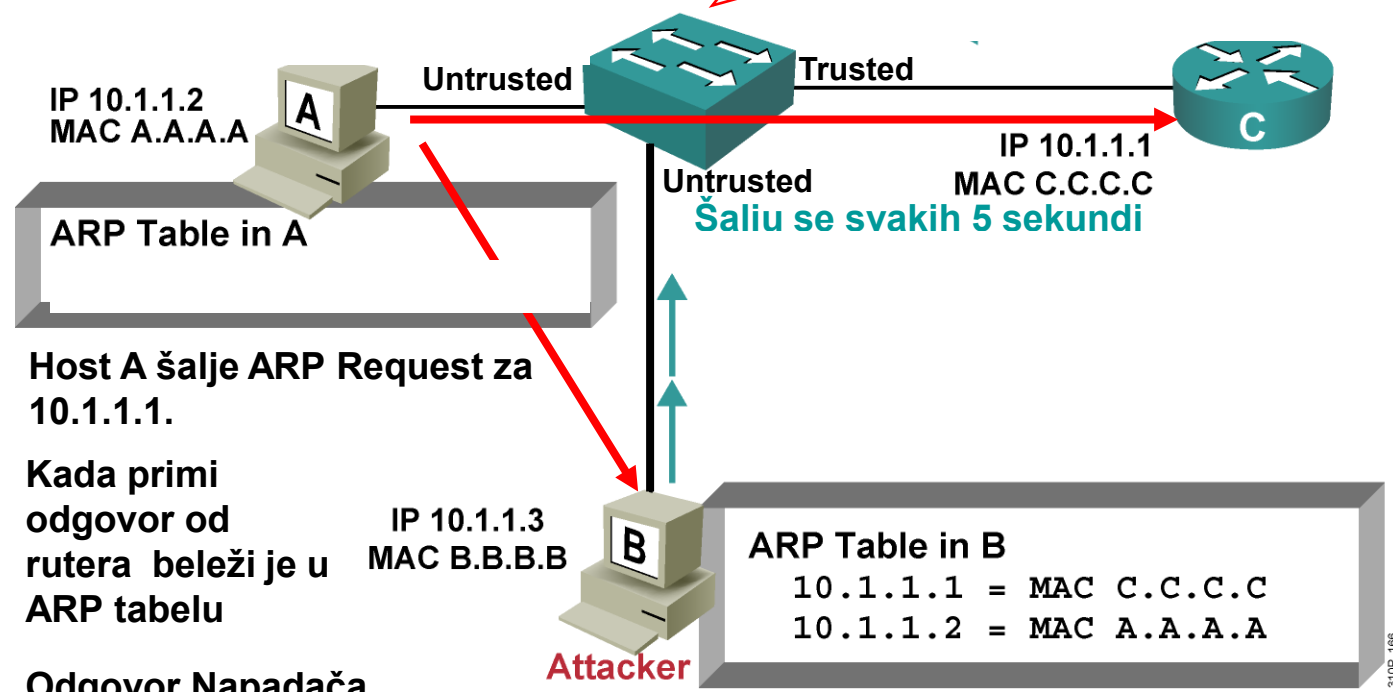 Untrusted
Trusted
IP 10.1.1.2
MAC A.A.A.A
A
C
IP 10.1.1.1
MAC C.C.C.C
Untrusted
Šaliu se svakih 5 sekundi
ARP Table in A
Host A šalje ARP Request za
10.1.1.1.
Kada primi
odgovor od
rutera beleži je u
ARP tabelu
IP 10.1.1.3
MAC B.B.B.B
B
ARP Table in B
10.1.1.1 = MAC C.C.C.C
10.1.1.2 = MAC A.A.A.A
Attacker
Odgovor Napadača